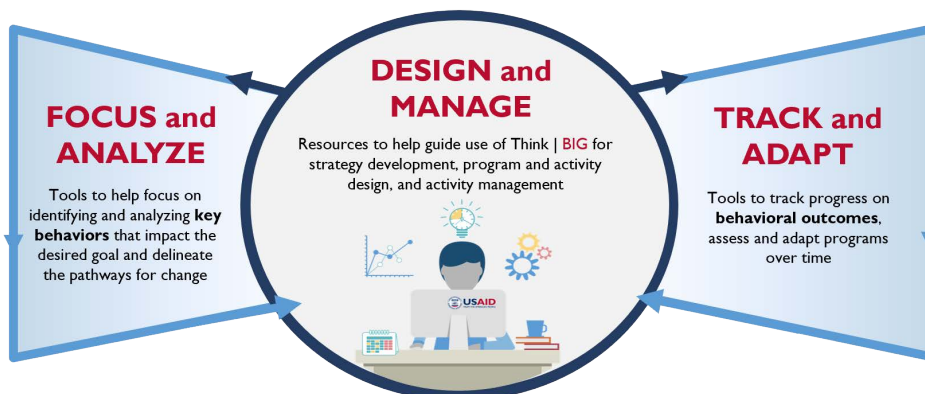 FOCUS and
ANALYZE
Tools to help focus on
identifying and analyzing key
behaviors that impact the
desired goal and delineate
the pathways for change
DESIGN and
MANAGE
Resources to help guide use of Think | BIG for
strategy development, program and activity
design, and activity management
USAID
TRACK and
ADAPT
Tools to track progress on
behavioral outcomes,
assess and adapt programs
over time